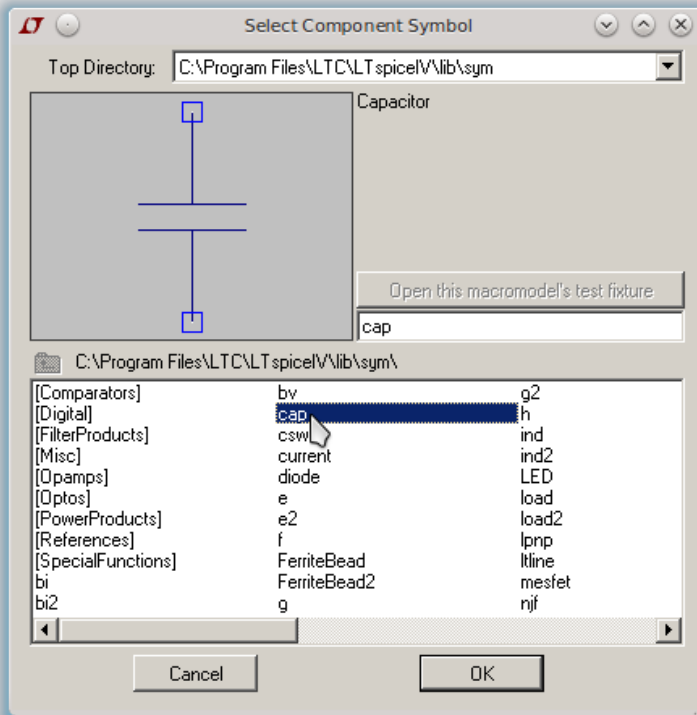 Select Component Symbol
Top Directory: C:\Program Files\LTC\LTspiceIV\lib\sym
Capacitor
Open this macromodel's test fixture
cap
C:\Program Files\LTC\LTspiceIV\lib\sym\
[Comparators] bv g2
[Digital] cap h
[FilterProducts] csw ind
[Misc] current ind2
[Opamps] diode LED
[Optos] e load
[PowerProducts] e2 load2
[References] f lpnp
[SpecialFunctions] FerriteBead ltline
bi FerriteBead2 mesfet
bi2 g njf
Cancel OK